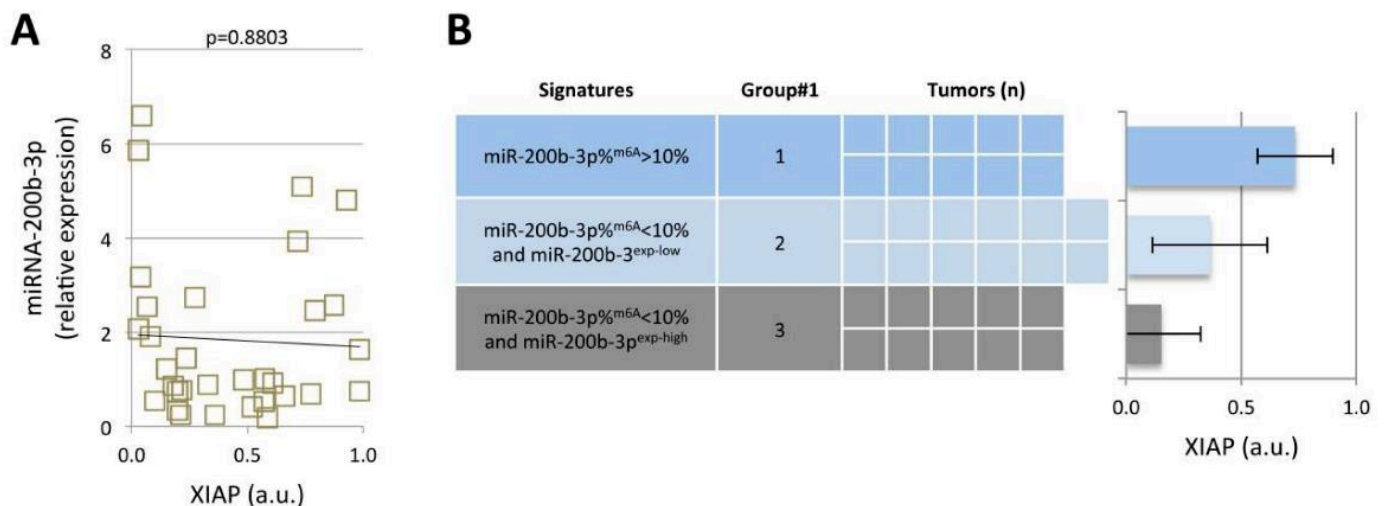 A
p=0.8803
8
6
4
2
0
miRNA-200b-3p
(relative expression)
0.0
0.5
1.0
XIAP (a.u.)
B
Signatures
Group#1
Tumors (n)
miR-200b-3p%m6A>10%
1
miR-200b-3p%m6A<10%
and miR-200b-3exp-low
2
miR-200b-3p%m6A<10%
and miR-200b-3pexp-high
3
0.0
0.5
1.0
XIAP (a.u.)